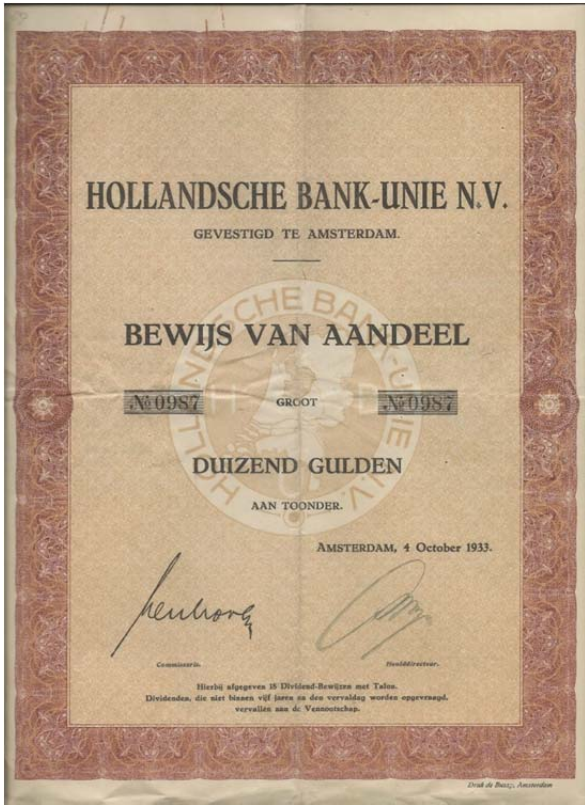 HOLLANDSCHE BANK-UNIE N.V.
GEVESTIGD TE AMSTERDAM.
HOLLANDSCHE BANK-UNIE N.V.
BEWIJS VAN AANDEEL
№ 0987 GROOT № 0987
DUIZEND GULDEN
AAN TOONDER.
AMSTERDAM, 4 October 1933.
Commissaris. Hoofddirecteur.
Hierbij afgegeven 15 Dividend-Bewijzen met Talon.
Dividenden, die niet binnen vijf jaren na den vervaldag worden opgevraagd,
vervallen aan de Vennootschap.
Druk de Bussy, Amsterdam